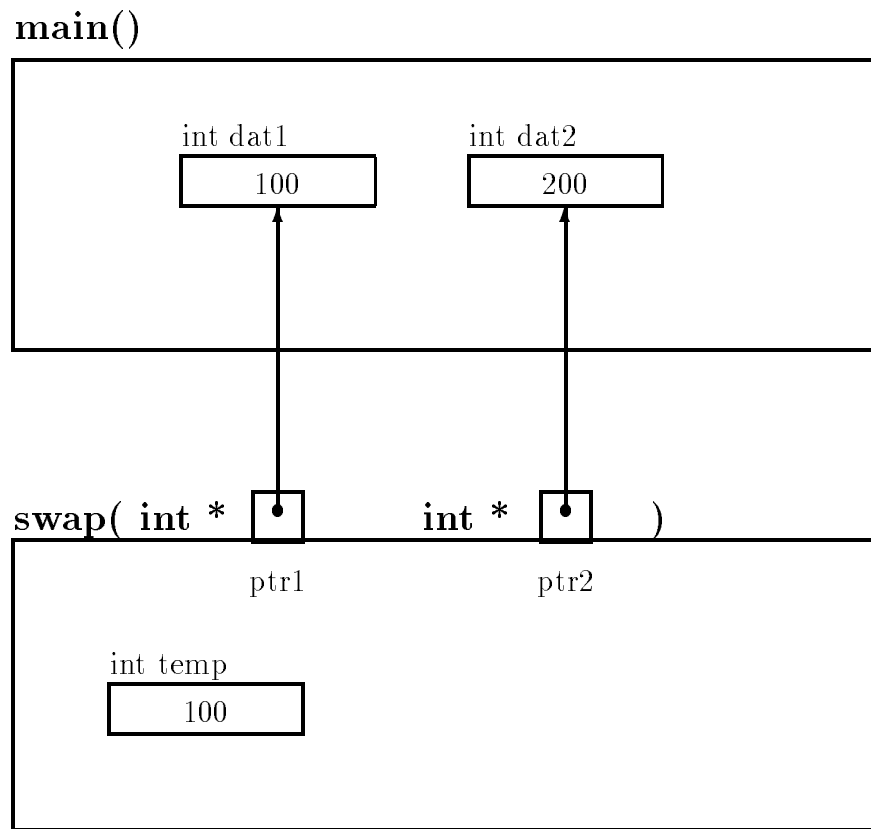 main()
int dat1 int dat2
100 200
swap( int * int * )
ptr1 ptr2
int temp
100